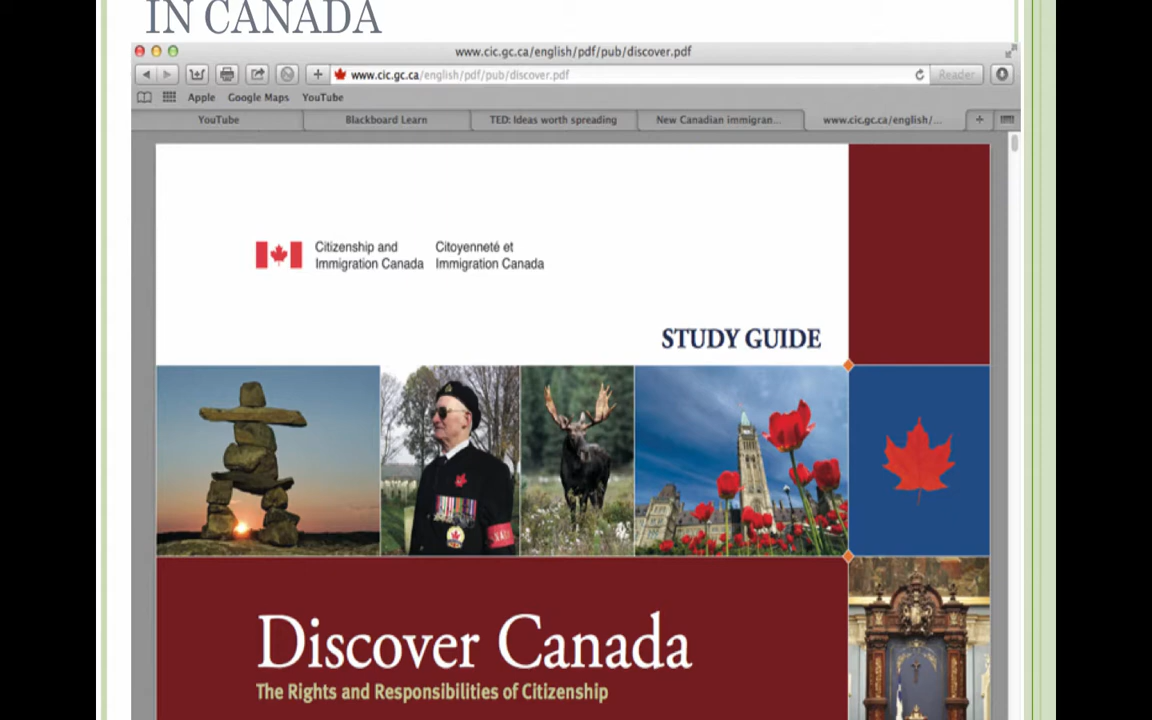 IN CANADA
www.cic.gc.ca/english/pdf/pub/discover.pdf
www.cic.gc.ca/english/pdf/pub/discover.pdf
Reader
Apple Google Maps YouTube
YouTube Blackboard Learn TED: Ideas worth spreading New Canadian immigran... www.cic.gc.ca/english/...
Citizenship and
Immigration Canada
Citoyenneté et
Immigration Canada
STUDY GUIDE
Discover Canada
The Rights and Responsibilities of Citizenship